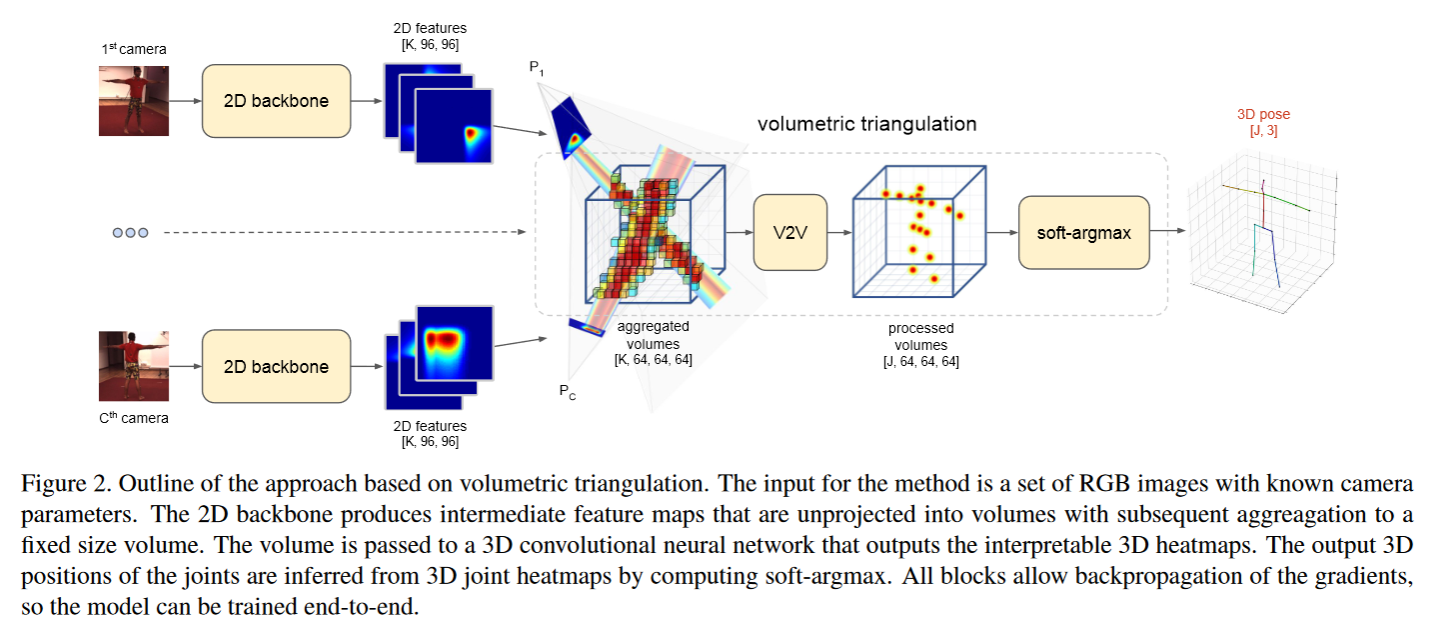 1st camera
2D backbone
2D features
[K, 96, 96]
P1
volumetric triangulation
3D pose
[J, 3]
V2V
soft-argmax
aggregated
volumes
[K, 64, 64, 64]
processed
volumes
[J, 64, 64, 64]
2D backbone
PC
Cth camera
2D features
[K, 96, 96]
Figure 2. Outline of the approach based on volumetric triangulation. The input for the method is a set of RGB images with known camera
parameters. The 2D backbone produces intermediate feature maps that are unprojected into volumes with subsequent aggreagation to a
fixed size volume. The volume is passed to a 3D convolutional neural network that outputs the interpretable 3D heatmaps. The output 3D
positions of the joints are inferred from 3D joint heatmaps by computing soft-argmax. All blocks allow backpropagation of the gradients,
so the model can be trained end-to-end.